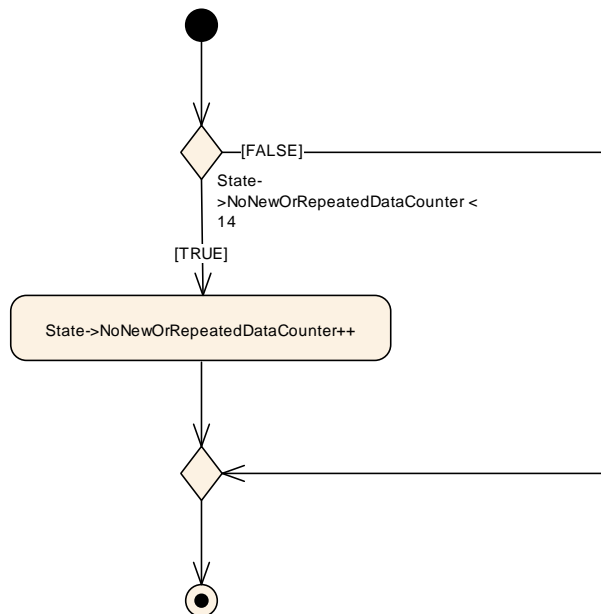 [FALSE]
State-
>NoNewOrRepeatedDataCounter <
14
[TRUE]
State->NoNewOrRepeatedDataCounter++